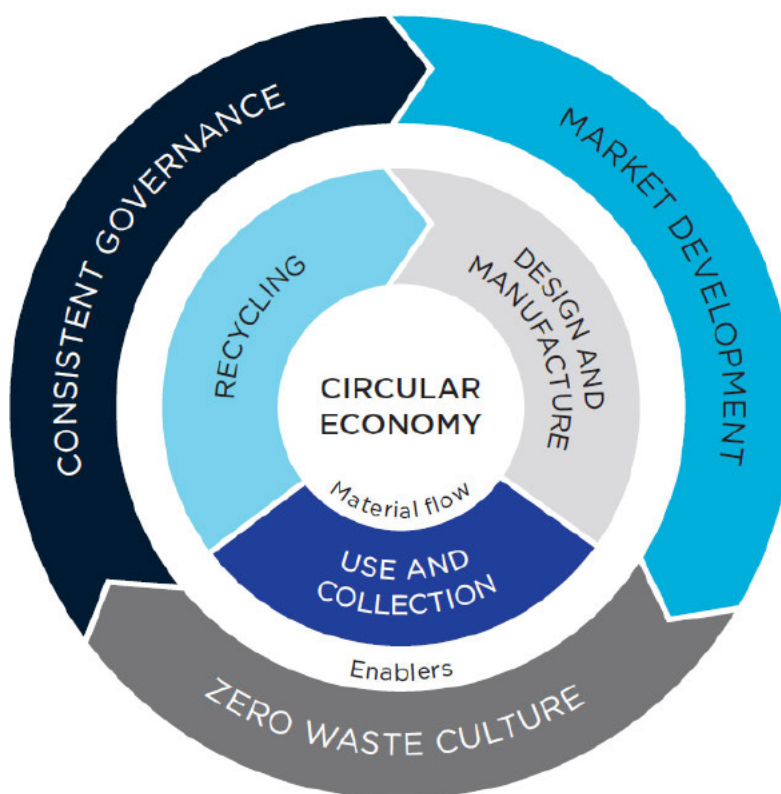 CONSISTENT GOVERNANCE
MARKET DEVELOPMENT
RECYCLING
DESIGN AND
MANUFACTURE
CIRCULAR
ECONOMY
Material flow
USE AND
COLLECTION
Enablers
ZERO WASTE CULTURE